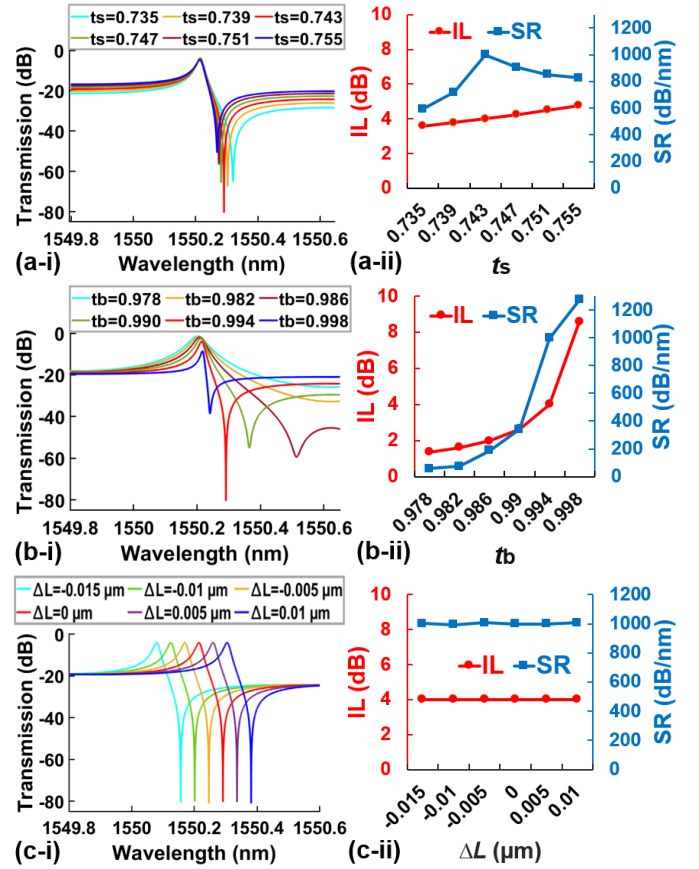 ts=0.735 ts=0.739 ts=0.743
ts=0.747 ts=0.751 ts=0.755
Transmission (dB)
20
0
-20
-40
-60
-80
1549.8 1550 1550.2 1550.4 1550.6
Wavelength (nm)
(a-i)
IL SR
IL (dB)
10
8
6
4
2
0
SR (dB/nm)
1200
1000
800
600
400
200
0
0.735 0.739 0.743 0.747 0.751 0.755
ts
(a-ii)
tb=0.978 tb=0.982 tb=0.986
tb=0.990 tb=0.994 tb=0.998
Transmission (dB)
20
0
-20
-40
-60
-80
1549.8 1550 1550.2 1550.4 1550.6
Wavelength (nm)
(b-i)
IL SR
IL (dB)
10
8
6
4
2
0
SR (dB/nm)
1200
1000
800
600
400
200
0
0.978 0.982 0.986 0.99 0.994 0.998
tb
(b-ii)
ΔL=-0.015 μm ΔL=-0.01 μm ΔL=-0.005 μm
ΔL=0 μm ΔL=0.005 μm ΔL=0.01 μm
Transmission (dB)
0
-20
-40
-60
-80
1549.8 1550 1550.2 1550.4 1550.6
Wavelength (nm)
(c-i)
IL SR
IL (dB)
10
8
6
4
2
0
SR (dB/nm)
1200
1000
800
600
400
200
0
-0.015 -0.01 -0.005 0 0.005 0.01
ΔL (μm)
(c-ii)